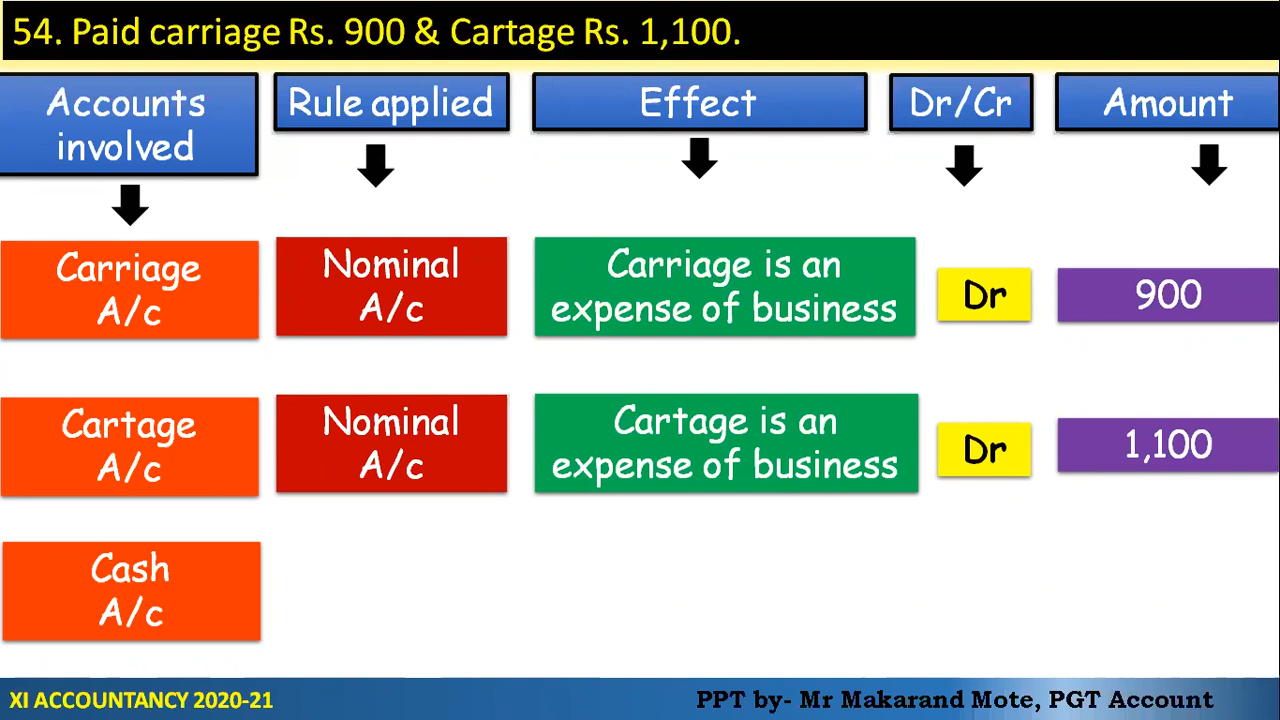 54. Paid carriage Rs. 900 & Cartage Rs. 1,100.
Accounts
involved
Rule applied
Effect
Dr/Cr
Amount
Carriage
A/c
Nominal
A/c
Carriage is an
expense of business
Dr
900
Cartage
A/c
Nominal
A/c
Cartage is an
expense of business
Dr
1,100
Cash
A/c
XI ACCOUNTANCY 2020-21
PPT by- Mr Makarand Mote, PGT Account